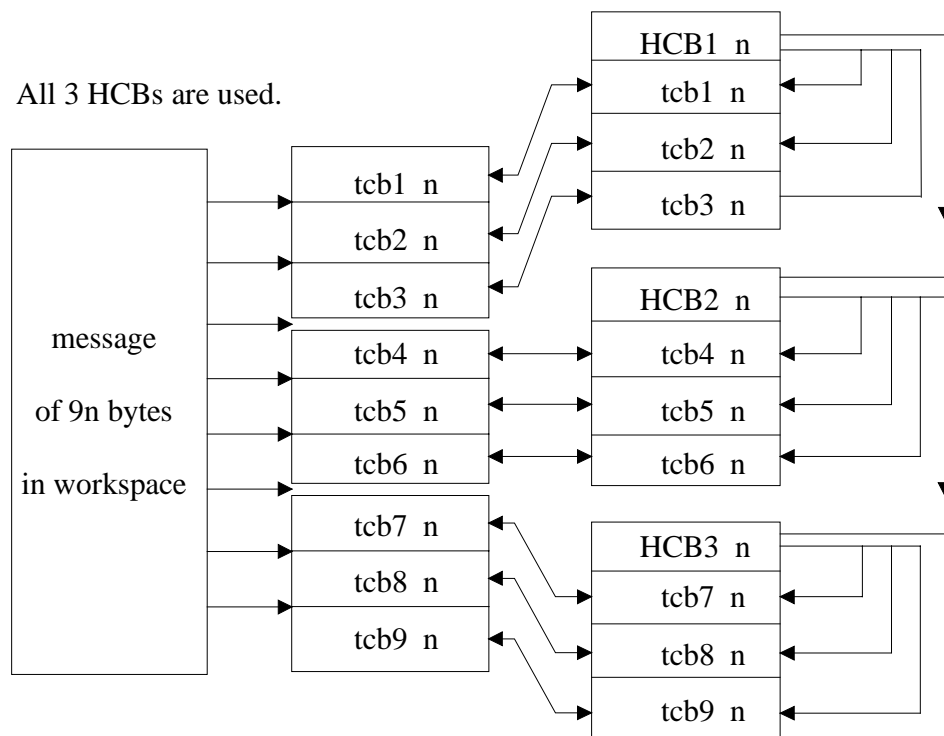 All 3 HCBs are used.
message
of 9n bytes
in workspace
tcb1 n
tcb2 n
tcb3 n
tcb4 n
tcb5 n
tcb6 n
tcb7 n
tcb8 n
tcb9 n
HCB1 n
tcb1 n
tcb2 n
tcb3 n
HCB2 n
tcb4 n
tcb5 n
tcb6 n
HCB3 n
tcb7 n
tcb8 n
tcb9 n